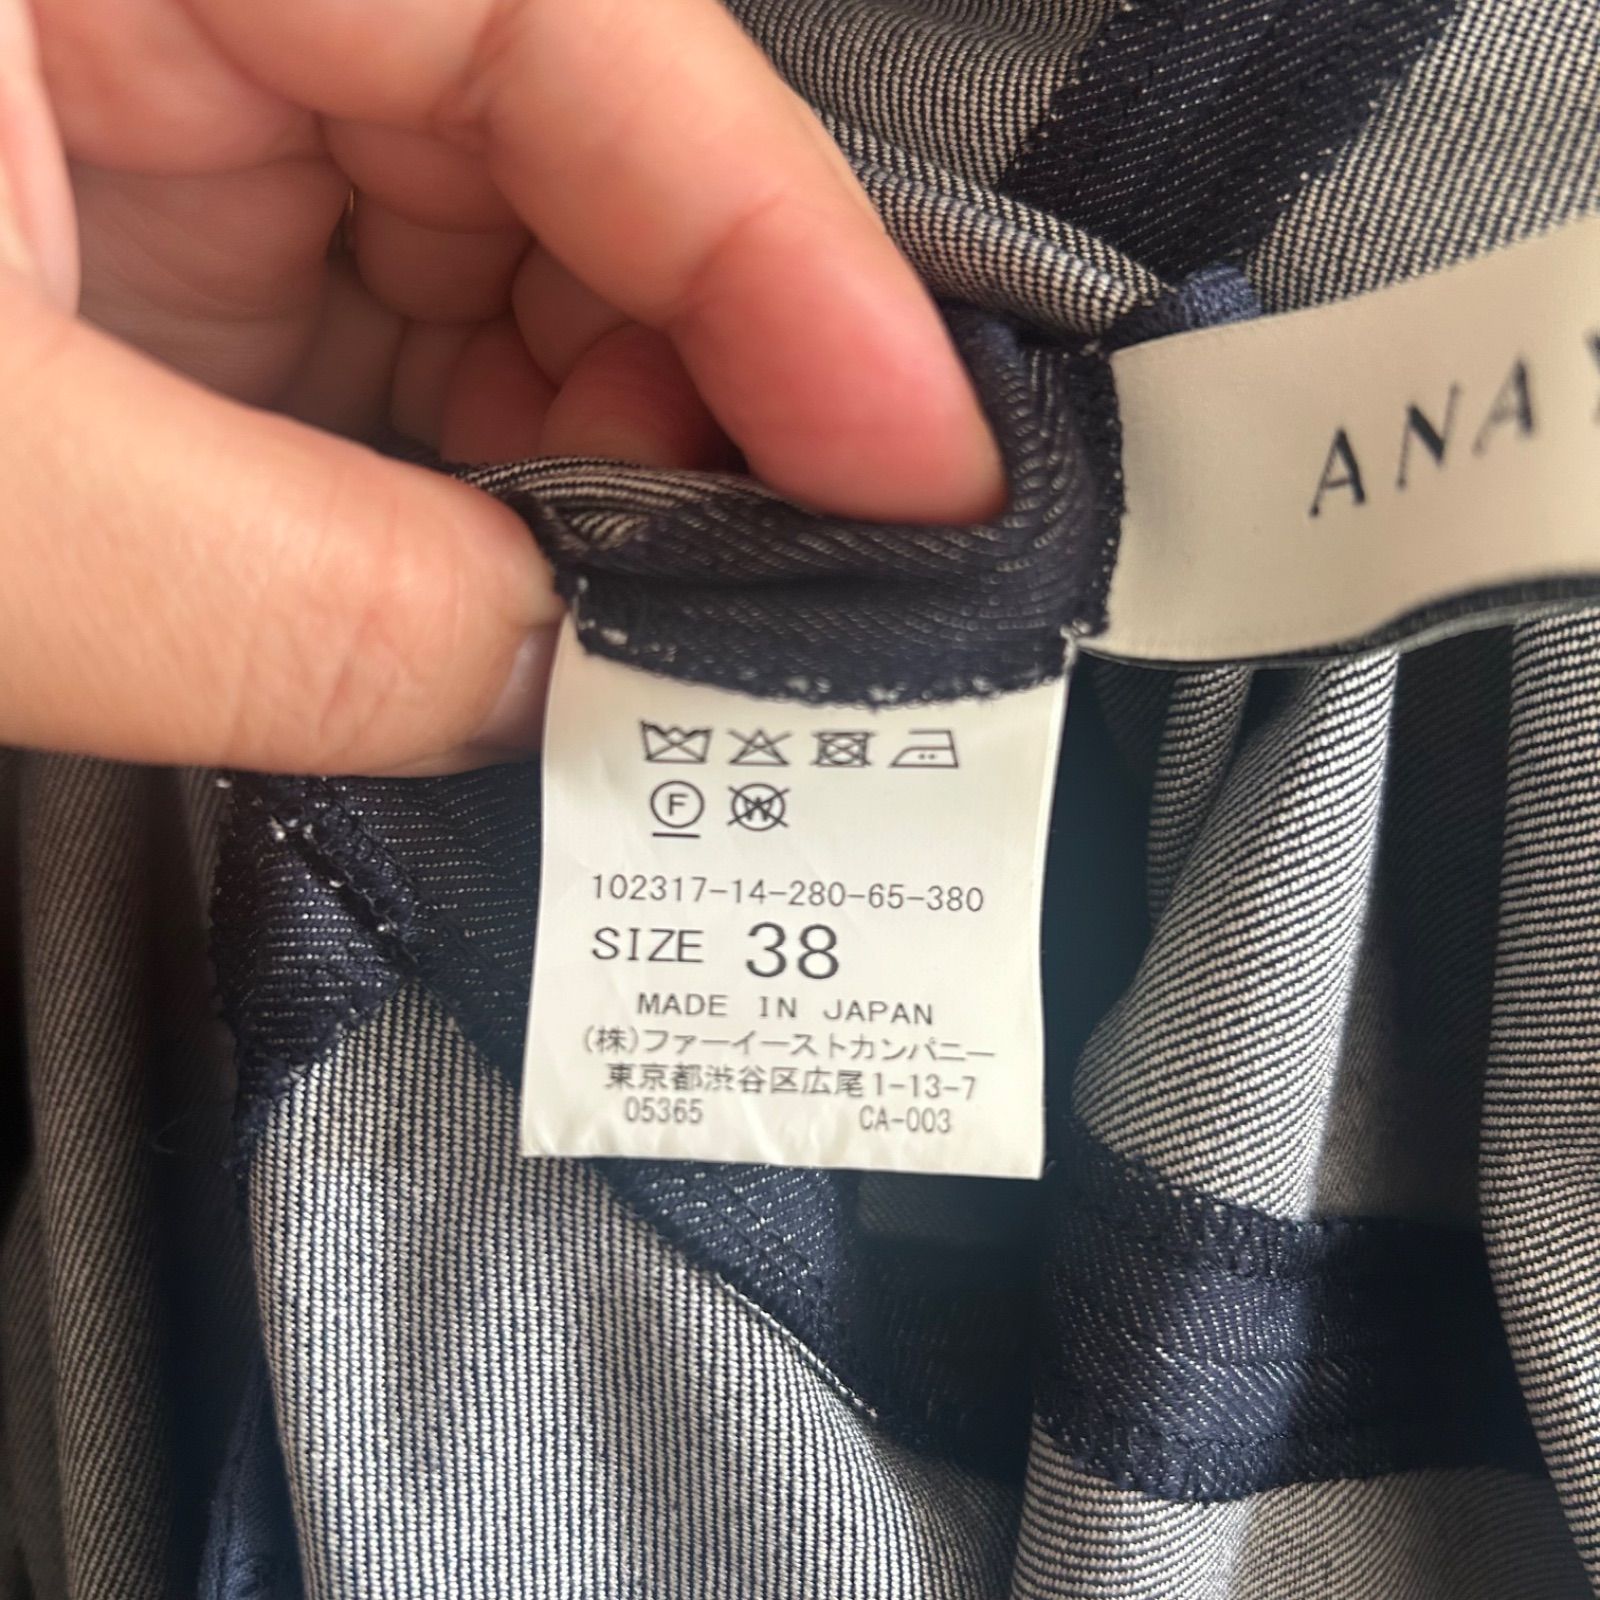 ANA
F
W
102317-14-280-65-380
SIZE 38
MADE IN JAPAN
(株)ファーイーストカンパニー
東京都渋谷区広尾1-13-7
05365 CA-003